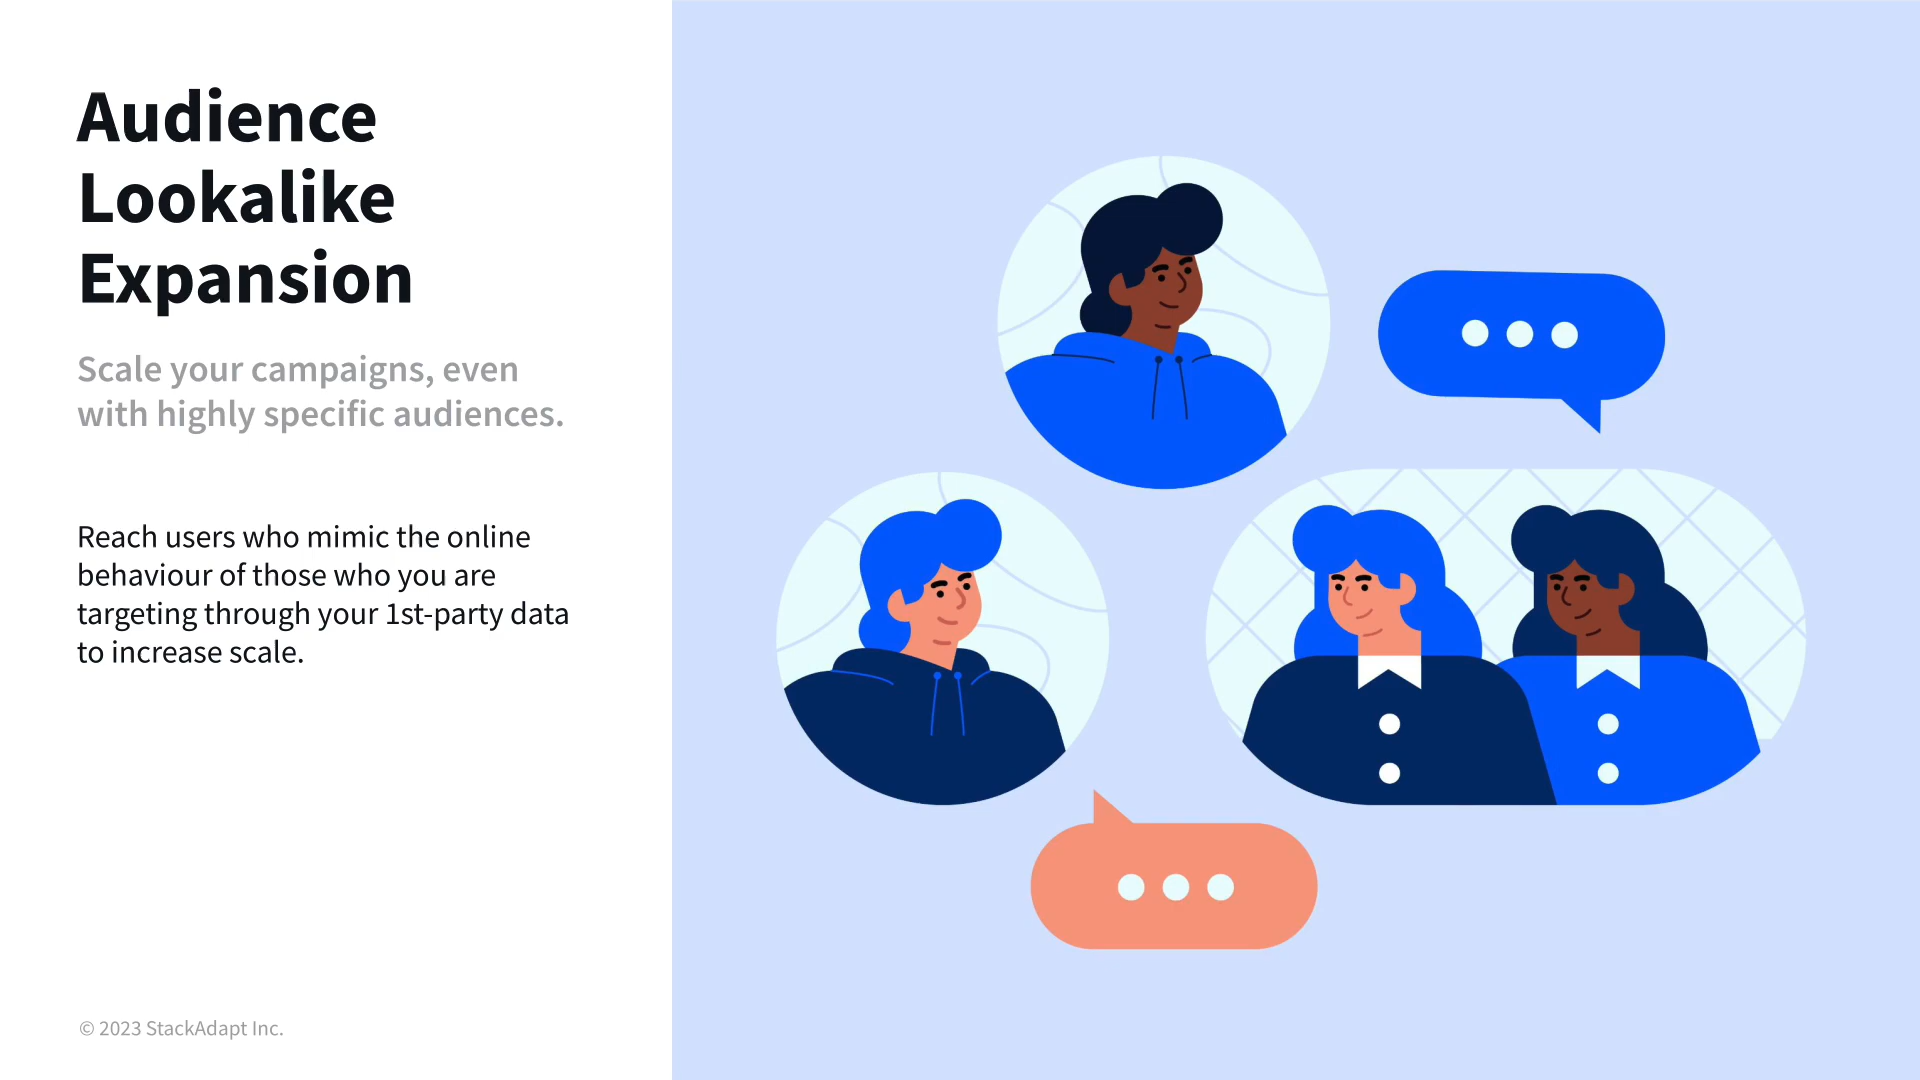 Audience
Lookalike
Expansion
Scale your campaigns, even
with highly specific audiences.
Reach users who mimic the online
behaviour of those who you are
targeting through your 1st-party data
to increase scale.
© 2023 StackAdapt Inc.